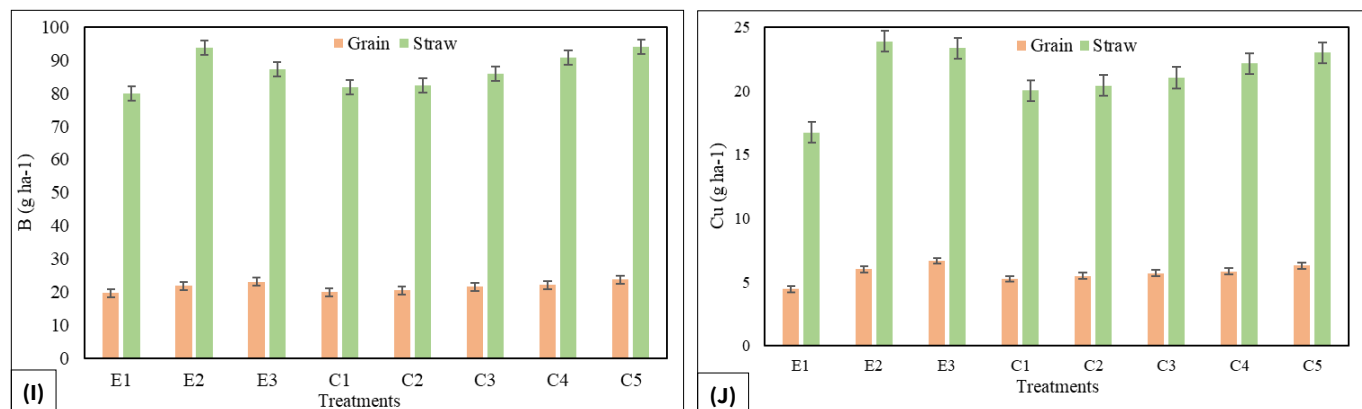 100
90
80
70
60
50
40
30
20
10
0
B (g ha-1)
Grain Straw
E1 E2 E3 C1 C2 C3 C4 C5
Treatments
(I)
25
20
15
10
5
0
Cu (g ha-1)
Grain Straw
E1 E2 E3 C1 C2 C3 C4 C5
Treatments
(J)